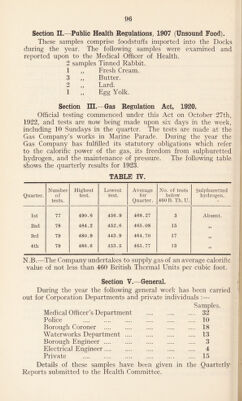 96
Section II.—Public Health Regulations, 1907 (Unsound Food).
These samples comprise foodstuffs imported into the Docks
during the year. The following samples were examined and
reported upon to the Medical Officer of Health.
2 samples Tinned Rabbit.
1 ,, Fresh Cream.
3 ,, Butter.
2 ,, Lard.
1 ,, Egg Yolk.
Section III.—Gas Regulation Act, 1920.
Official testing commenced under this Act on October 27th,
1922, and tests are now being made upon six days in the week,
including 10 Sundays in the quarter. The tests are made at the
Gas Company's works in Marine Parade. During the year the
Gas Company has fulfilled its statutory obligations which refer
to the calorific power of the gas, its freedom from sulphuretted
hydrogen, and the maintenance of pressure. The following table
shows the quarterly results for 1923.
TABLE IV.
Quarter. Number of tests. Highest test. Lowest test. Average for Quarter. No. of tests below 460 B. Th. U. Sulphuretted hydrogen.
1st 77 490.6 456.9 468.27 3 Absent.
2nd 78 484.2 452.6 465.08 15 ,,
3rd 79 480.9 443.9 464.70 17 ,,
4th 79 486.6 453.5 465.77 13 ,,
N.B.—The Company undertakes to supply gas of an average calorific
value of not less than 460 British Thermal Units per cubic foot.
Section V.—General.
During the year the following general work has been carried
out for Corporation Departments and private individuals :—
Samples.
Medical Officer's Department .... .... .... 32
Police .... .... .... .... .... 10
Borough Coroner .... .... .... .... 18
Waterworks Department .... .... .... 13
Borough Engineer .... .... .... .... 3
Electrical Engineer .... .... .... .... 4
Private .... .... .... .... .... 15
Details of these samples have been given in the Quarterly
Reports submitted to the Health Committee.